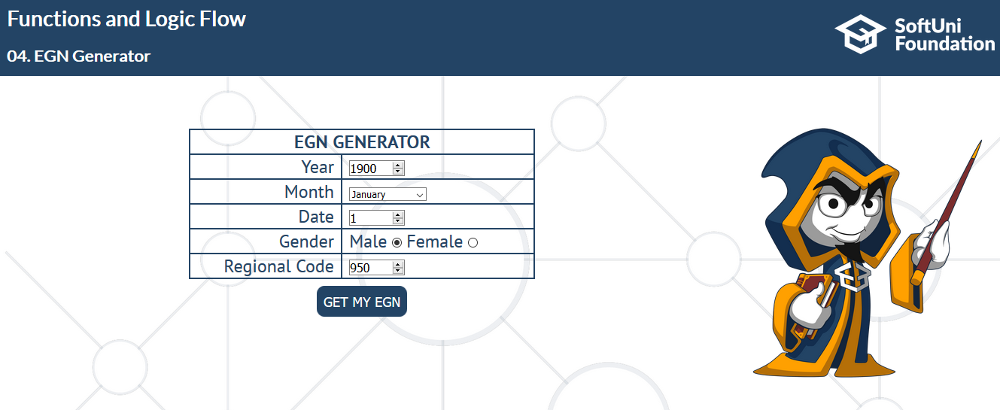 Functions and Logic Flow
04. EGN Generator
SoftUni
Foundation
EGN GENERATOR
Year 1900
Month January
Date 1
Gender Male Female
Regional Code 950
GET MY EGN